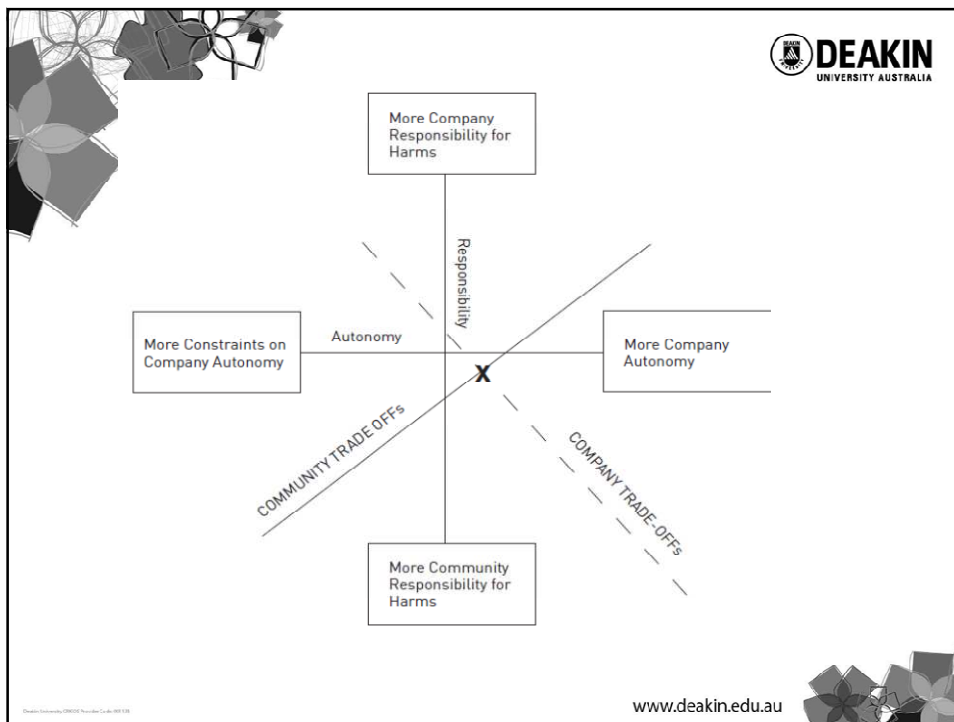 DEAKIN
UNIVERSITY AUSTRALIA
More Company
Responsibility for
Harms
Responsibility
Autonomy
More Constraints on
Company Autonomy
More Company
Autonomy
X
COMMUNITY TRADE OFFs
COMPANY TRADE-OFFs
More Community
Responsibility for
Harms
www.deakin.edu.au